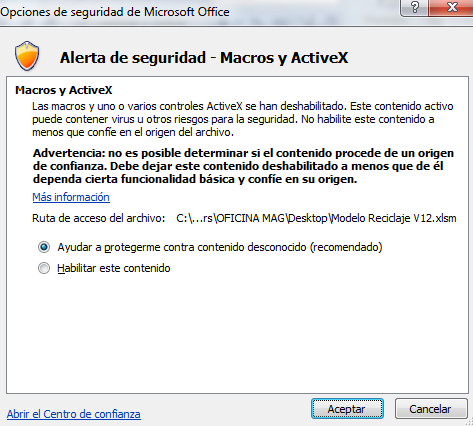 Opciones de seguridad de Microsoft Office
Alerta de seguridad - Macros y ActiveX
Macros y ActiveX
Las macros y uno o varios controles ActiveX se han deshabilitado. Este contenido activo
puede contener virus u otros riesgos para la seguridad. No habilite este contenido a
menos que confíe en el origen del archivo.
Advertencia: no es posible determinar si el contenido procede de un origen
de confianza. Debe dejar este contenido deshabilitado a menos que de él
dependa cierta funcionalidad básica y confíe en su origen.
Más información
Ruta de acceso del archivo: C:\...rs\OFICINA MAG\Desktop\Modelo Reciclaje V12.xlsm
Ayudar a protegerme contra contenido desconocido (recomendado)
Habilitar este contenido
Abrir el Centro de confianza
Aceptar
Cancelar